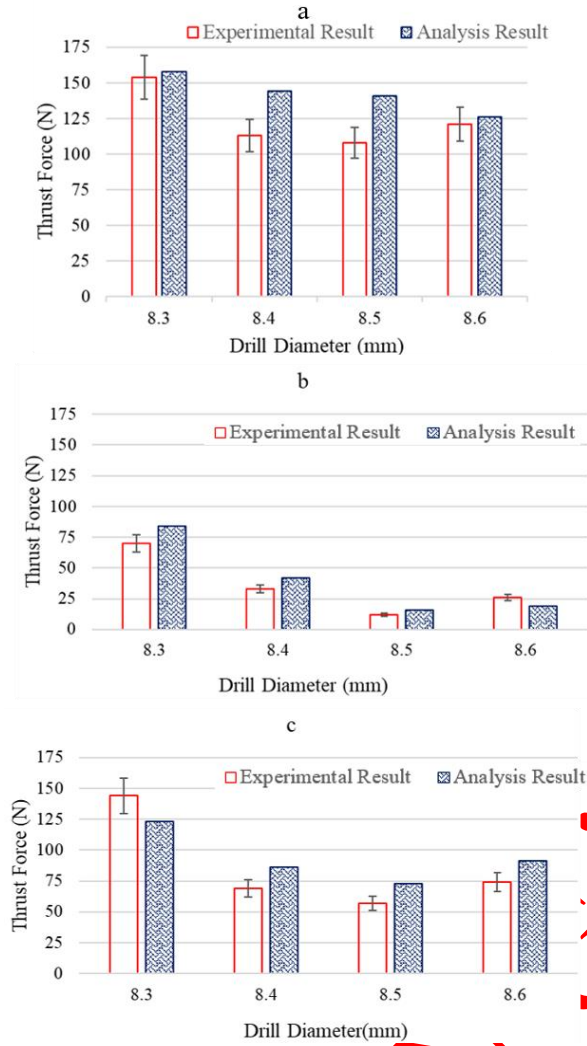 a
Experimental Result Analysis Result
175
150
125
100
75
50
25
0
Thrust Force (N)
8.3 8.4 8.5 8.6
Drill Diameter (mm)
b
175
Experimental Result Analysis Result
150
125
100
75
50
25
0
Thrust Force (N)
8.3 8.4 8.5 8.6
Drill Diameter (mm)
c
175
Experimental Result Analysis Result
150
125
100
75
50
25
0
Thrust Force (N)
8.3 8.4 8.5 8.6
Drill Diameter(mm)